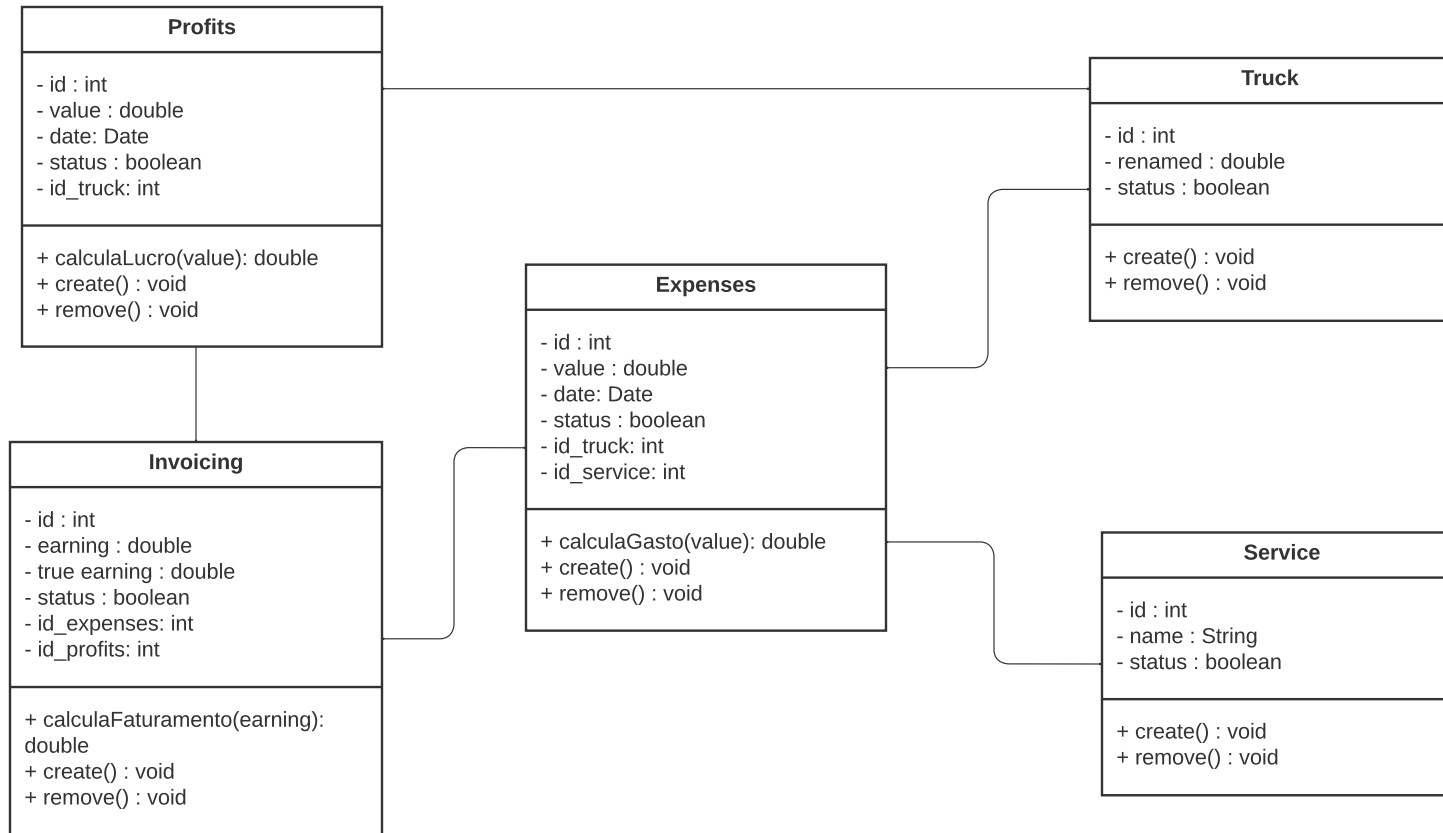 Profits
- id : int
- value : double
- date: Date
- status : boolean
- id_truck: int
+ calculaLucro(value): double
+ create() : void
+ remove() : void
Truck
- id : int
- renamed : double
- status : boolean
+ create() : void
+ remove() : void
Expenses
- id : int
- value : double
- date: Date
- status : boolean
- id_truck: int
- id_service: int
+ calculaGasto(value): double
+ create() : void
+ remove() : void
Invoicing
- id : int
- earning : double
- true earning : double
- status : boolean
- id_expenses: int
- id_profits: int
+ calculaFaturamento(earning):
double
+ create() : void
+ remove() : void
Service
- id : int
- name : String
- status : boolean
+ create() : void
+ remove() : void